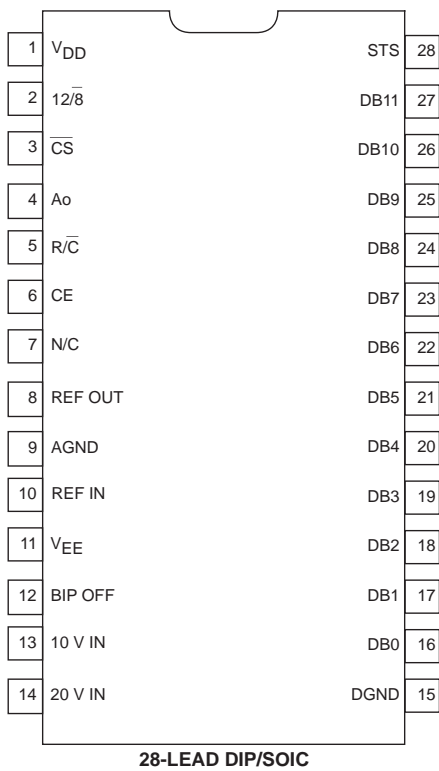 1 VDD
2 12/8̅
3 C̅S̅
4 Ao
5 R/C̅
6 CE
7 N/C
8 REF OUT
9 AGND
10 REF IN
11 VEE
12 BIP OFF
13 10 V IN
14 20 V IN
STS 28
DB11 27
DB10 26
DB9 25
DB8 24
DB7 23
DB6 22
DB5 21
DB4 20
DB3 19
DB2 18
DB1 17
DB0 16
DGND 15
28-LEAD DIP/SOIC